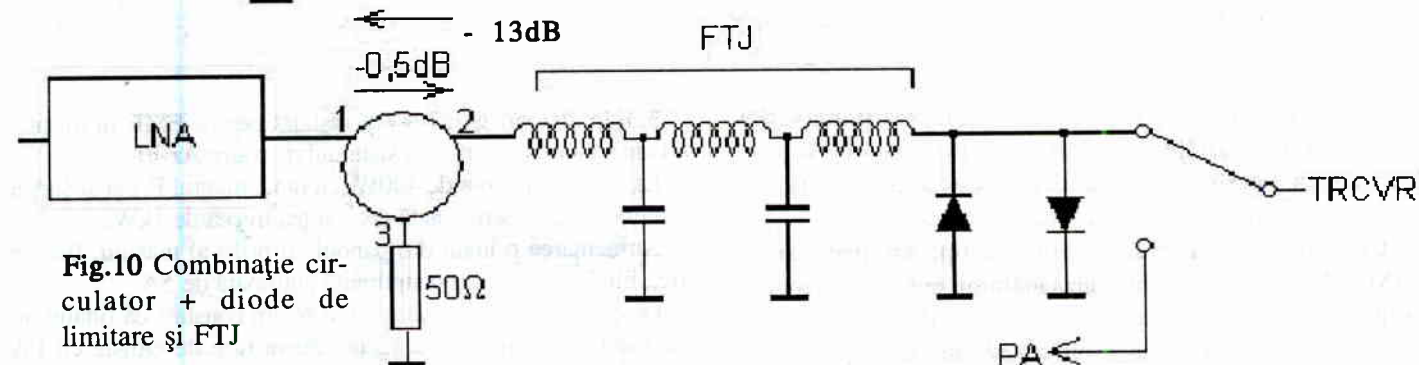 - 13dB
FTJ
-0,5dB
1
2
LNA
TRCVR
3
50Ω
Fig.10 Combinaţie cir-
culator + diode de
limitare şi FTJ
PA